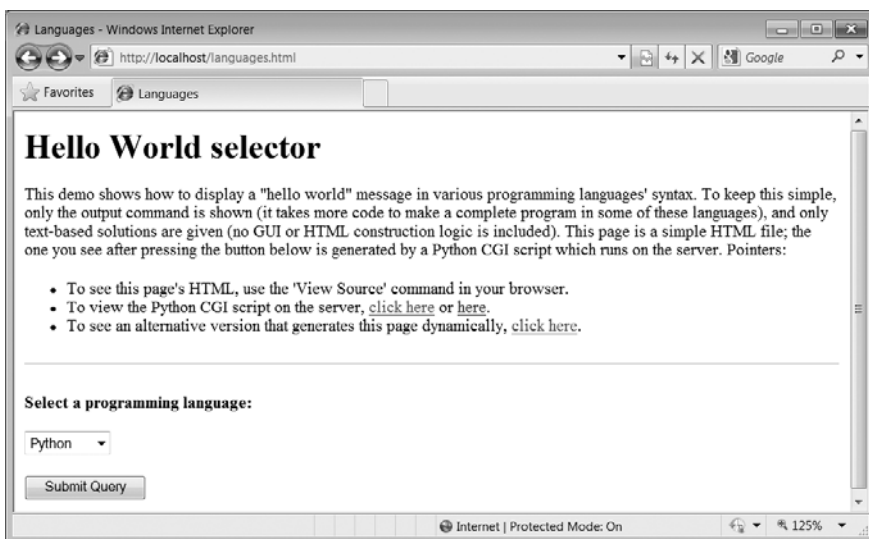 Languages - Windows Internet Explorer
http://localhost/languages.html
Google
Favorites
Languages
Hello World selector
This demo shows how to display a "hello world" message in various programming languages' syntax. To keep this simple,
only the output command is shown (it takes more code to make a complete program in some of these languages), and only
text-based solutions are given (no GUI or HTML construction logic is included). This page is a simple HTML file; the
one you see after pressing the button below is generated by a Python CGI script which runs on the server. Pointers:
• To see this page's HTML, use the 'View Source' command in your browser.
• To view the Python CGI script on the server, click here or here.
• To see an alternative version that generates this page dynamically, click here.
Select a programming language:
Python
Submit Query
Internet | Protected Mode: On
125%